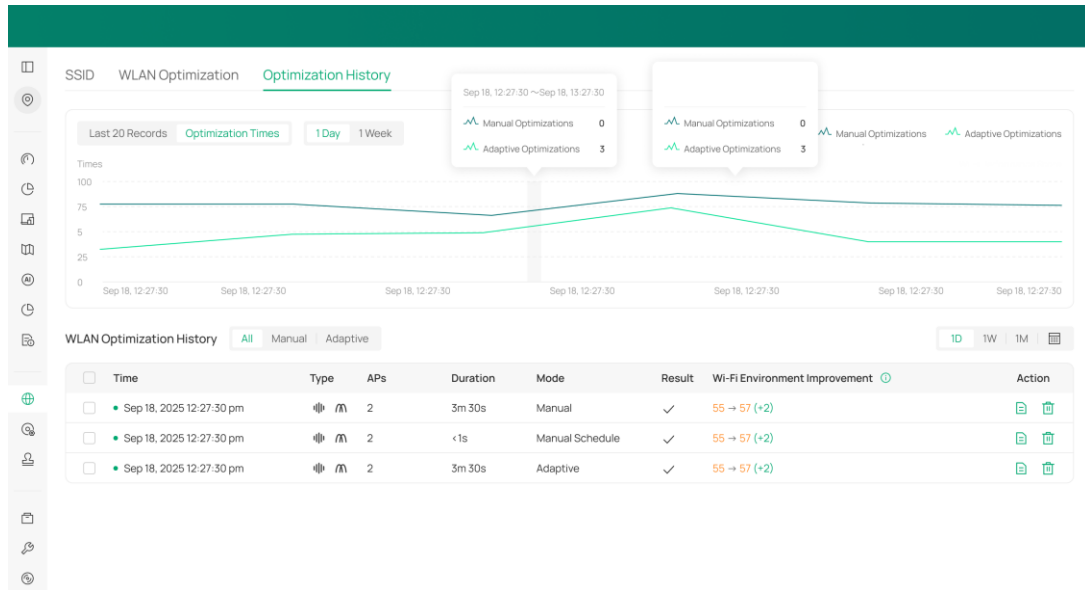 SSID WLAN Optimization Optimization History
Sep 18, 12:27:30 ~Sep 18, 13:27:30
Manual Optimizations 0
Adaptive Optimizations 3
Manual Optimizations 0
Adaptive Optimizations 3
Last 20 Records Optimization Times 1 Day 1 Week
Manual Optimizations Adaptive Optimizations
Times
100
75
5
25
0
Sep 18, 12:27:30 Sep 18, 12:27:30 Sep 18, 12:27:30 Sep 18, 12:27:30 Sep 18, 12:27:30 Sep 18, 12:27:30 Sep 18, 12:27:30
WLAN Optimization History All Manual Adaptive 1D 1W 1M
Time Type APs Duration Mode Result Wi-Fi Environment Improvement Action
Sep 18, 2025 12:27:30 pm 2 3m 30s Manual 55 → 57 (+2)
Sep 18, 2025 12:27:30 pm 2 <1s Manual Schedule 55 → 57 (+2)
Sep 18, 2025 12:27:30 pm 2 3m 30s Adaptive 55 → 57 (+2)
AI